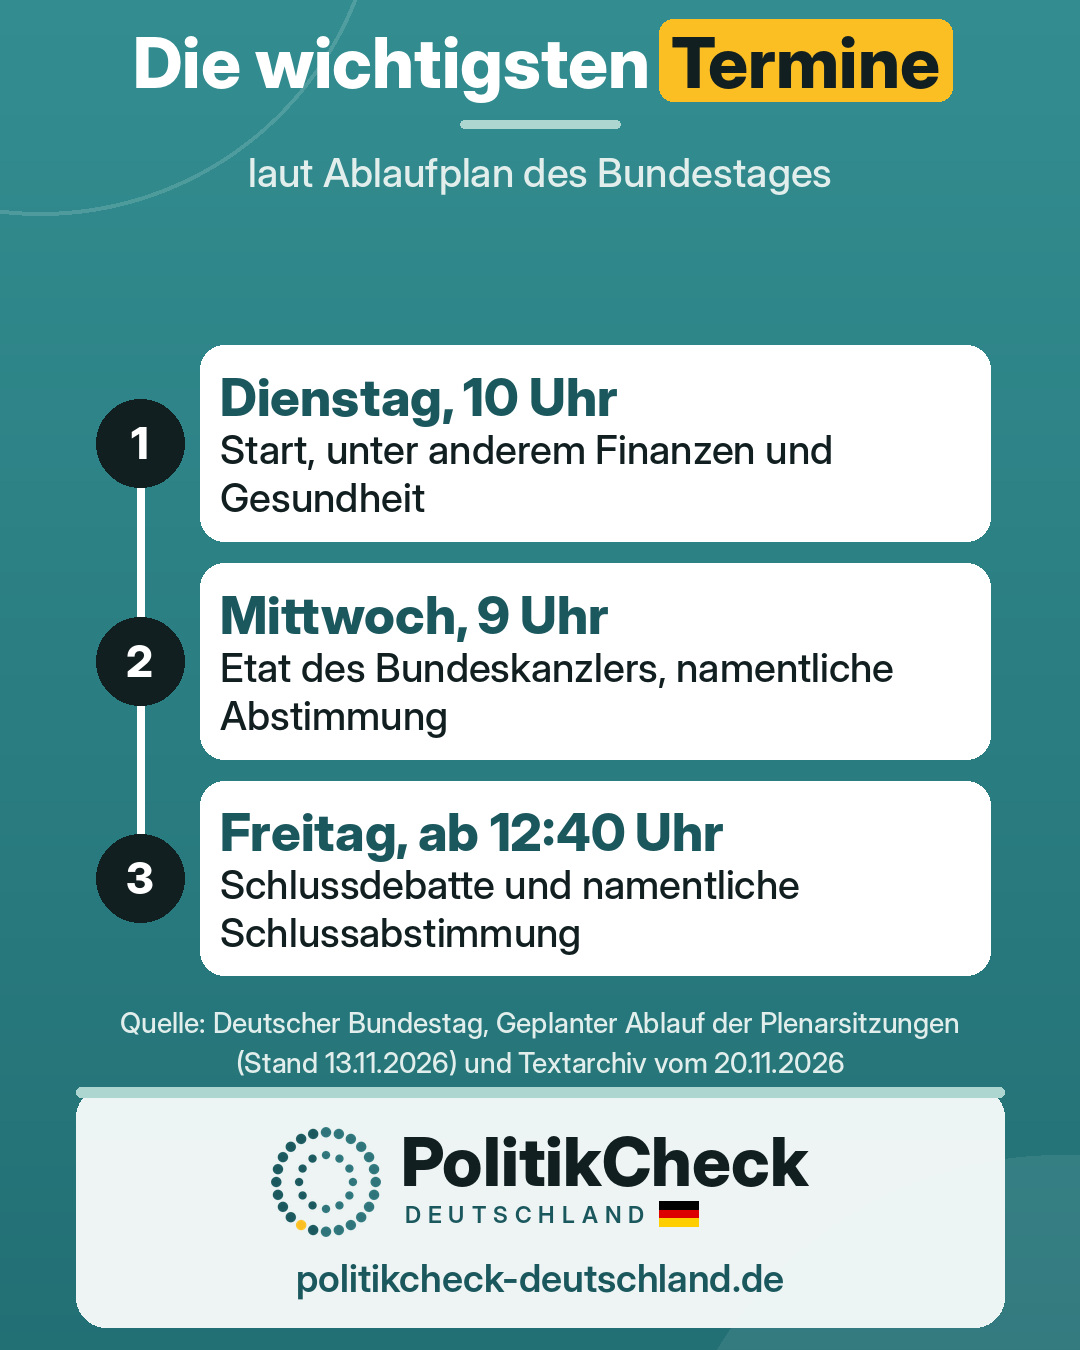 Die wichtigsten Termine
laut Ablaufplan des Bundestages
1
Dienstag, 10 Uhr
Start, unter anderem Finanzen und
Gesundheit
2
Mittwoch, 9 Uhr
Etat des Bundeskanzlers, namentliche
Abstimmung
3
Freitag, ab 12:40 Uhr
Schlussdebatte und namentliche
Schlussabstimmung
Quelle: Deutscher Bundestag, Geplanter Ablauf der Plenarsitzungen
(Stand 13.11.2026) und Textarchiv vom 20.11.2026
PolitikCheck
DEUTSCHLAND
politikcheck-deutschland.de